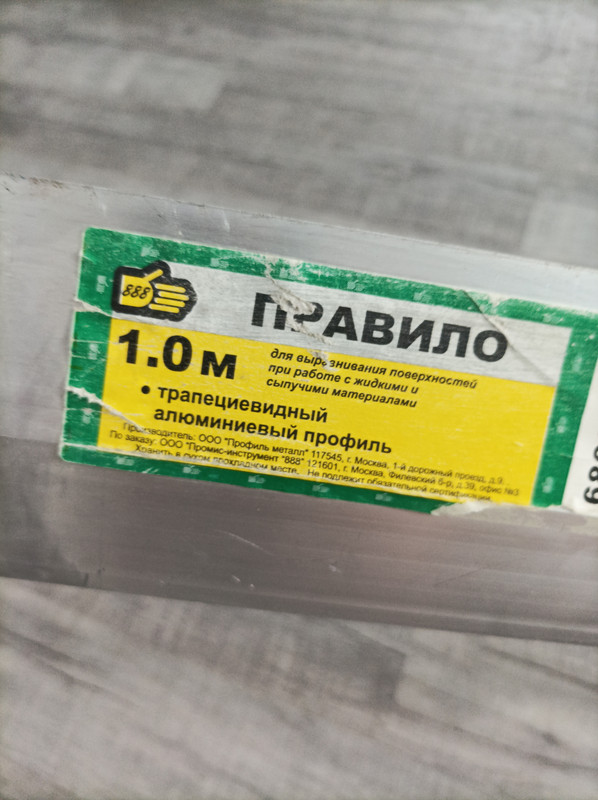 888
ПРАВИЛО
1.0 м
для выравнивания поверхностей
при работе с жидкими и
сыпучими материалами
• трапециевидный
алюминиевый профиль
Производитель: ООО "Профиль металл" 117545, г. Москва, 1-й дорожный проезд, д.9
По заказу: ООО "Промис-инструмент "888" 121601, г. Москва, Филевский б-р, д.39, офис №3
Хранить в сухом прохладном месте. Не подлежит обязательной сертификации